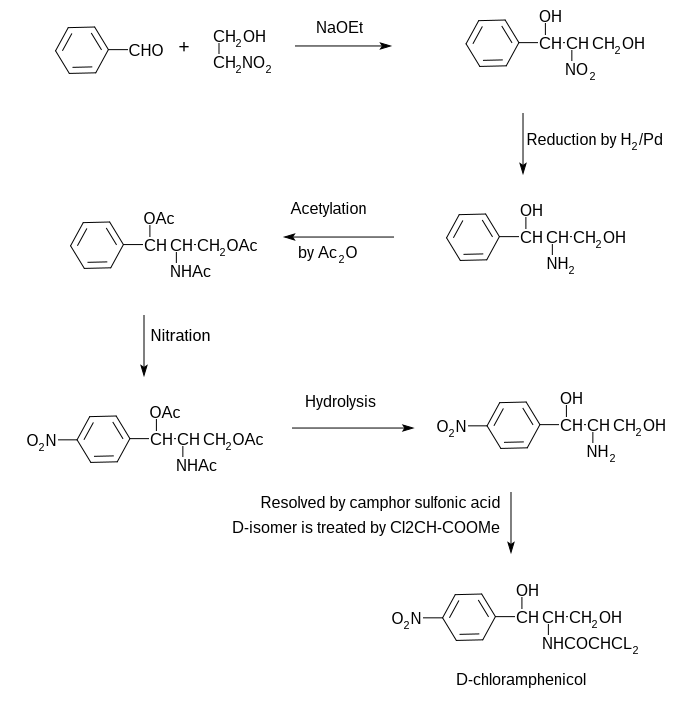 NaOEt
CHO + CH₂OH
CH₂NO₂
OH
CH·CH CH₂OH
NO₂
Reduction by H₂/Pd
OAc
CH CH·CH₂OAc
NHAc
Acetylation
by Ac₂O
OH
CH CH·CH₂OH
NH₂
Nitration
OAc
O₂N CH·CH CH₂OAc
NHAc
Hydrolysis
OH
O₂N CH·CH CH₂OH
NH₂
Resolved by camphor sulfonic acid
D-isomer is treated by Cl2CH-COOMe
OH
O₂N CH CH·CH₂OH
NHCOCHCL₂
D-chloramphenicol